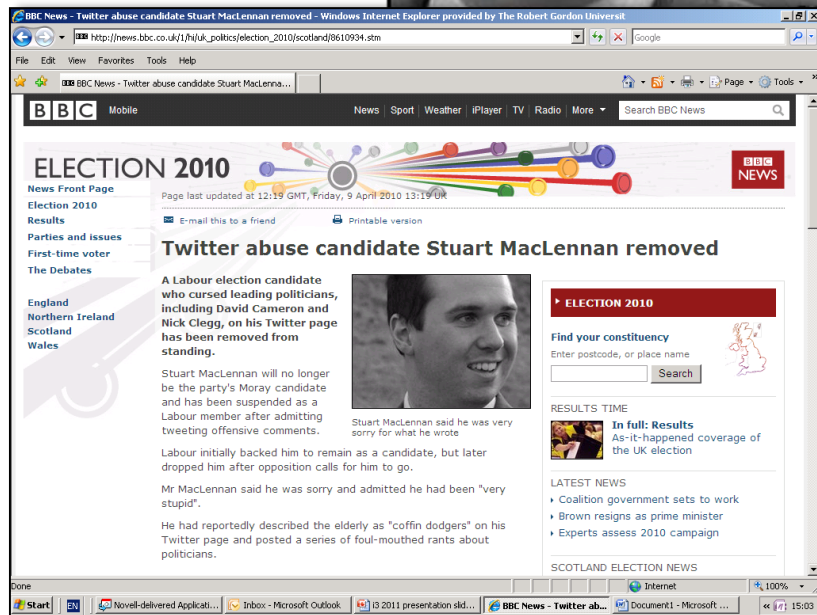 BBC News - Twitter abuse candidate Stuart MacLennan removed - Windows Internet Explorer provided by The Robert Gordon Universit
http://news.bbc.co.uk/1/hi/uk_politics/election_2010/scotland/8610934.stm
Google
File Edit View Favorites Tools Help
BBC News - Twitter abuse candidate Stuart MacLenna...
Page Tools
BBC Mobile News Sport Weather iPlayer TV Radio More Search BBC News
ELECTION 2010
BBC
NEWS
News Front Page
Election 2010
Results
Parties and issues
First-time voter
The Debates
England
Northern Ireland
Scotland
Wales
Page last updated at 12:19 GMT, Friday, 9 April 2010 13:19 UK
E-mail this to a friend Printable version
Twitter abuse candidate Stuart MacLennan removed
A Labour election candidate
who cursed leading politicians,
including David Cameron and
Nick Clegg, on his Twitter page
has been removed from
standing.
Stuart MacLennan will no longer
be the party's Moray candidate
and has been suspended as a
Labour member after admitting
tweeting offensive comments.
Stuart MacLennan said he was very
sorry for what he wrote
Labour initially backed him to remain as a candidate, but later
dropped him after opposition calls for him to go.
Mr MacLennan said he was sorry and admitted he had been "very
stupid".
He had reportedly described the elderly as "coffin dodgers" on his
Twitter page and posted a series of foul-mouthed rants about
politicians.
ELECTION 2010
Find your constituency
Enter postcode, or place name
Search
RESULTS TIME
In full: Results
As-it-happened coverage of
the UK election
LATEST NEWS
Coalition government sets to work
Brown resigns as prime minister
Experts assess 2010 campaign
SCOTLAND ELECTION NEWS
Done Internet 100%
Start EN Novell-delivered Applicati... Inbox - Microsoft Outlook i3 2011 presentation slid... BBC News - Twitter ab... Document1 - Microsoft ... 15:03